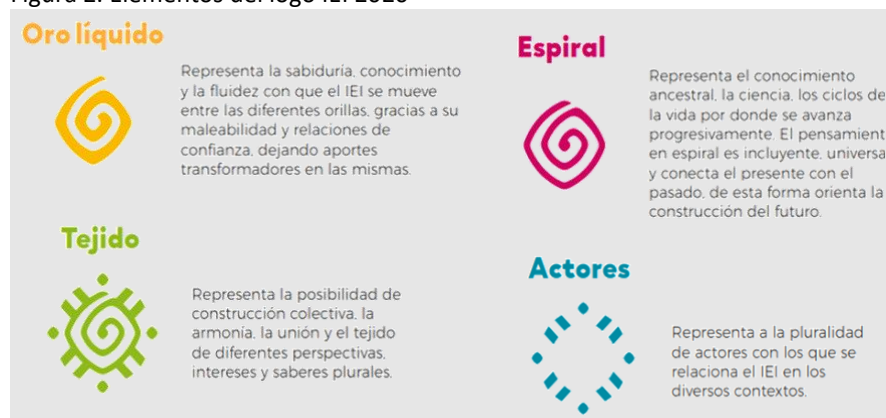 Oro líquido
Representa la sabiduría, conocimiento
y la fluidez con que el IEI se mueve
entre las diferentes orillas, gracias a su
maleabilidad y relaciones de
confianza, dejando aportes
transformadores en las mismas.
Espiral
Representa el conocimiento
ancestral, la ciencia, los ciclos de
la vida por donde se avanza
progresivamente. El pensamient
en espiral es incluyente, universa
y conecta el presente con el
pasado, de esta forma orienta la
construcción del futuro.
Tejido
Representa la posibilidad de
construcción colectiva, la
armonía, la unión y el tejido
de diferentes perspectivas,
intereses y saberes plurales.
Actores
Representa a la pluralidad
de actores con los que se
relaciona el IEI en los
diversos contextos.